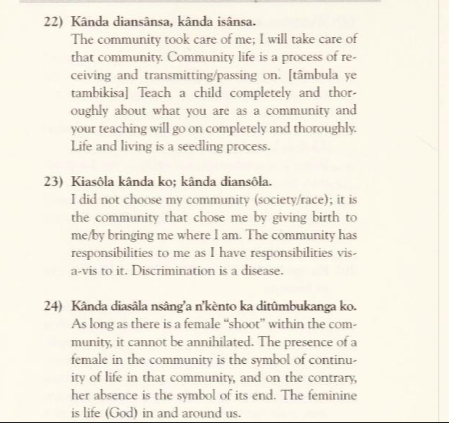 22) Kânda diansânsa, kânda isânsa.
The community took care of me; I will take care of
that community. Community life is a process of re-
ceiving and transmitting/passing on. [tâmbula ye
tambikisa] Teach a child completely and thor-
oughly about what you are as a community and
your teaching will go on completely and thoroughly.
Life and living is a seedling process.
23) Kiasôla kânda ko; kânda diansôla.
I did not choose my community (society/race); it is
the community that chose me by giving birth to
me/by bringing me where I am. The community has
responsibilities to me as I have responsibilities vis-
a-vis to it. Discrimination is a disease.
24) Kânda diasâla nsâng'a n'kènto ka ditûmbukanga ko.
As long as there is a female “shoot” within the com-
munity, it cannot be annihilated. The presence of a
female in the community is the symbol of continu-
ity of life in that community, and on the contrary,
her absence is the symbol of its end. The feminine
is life (God) in and around us.